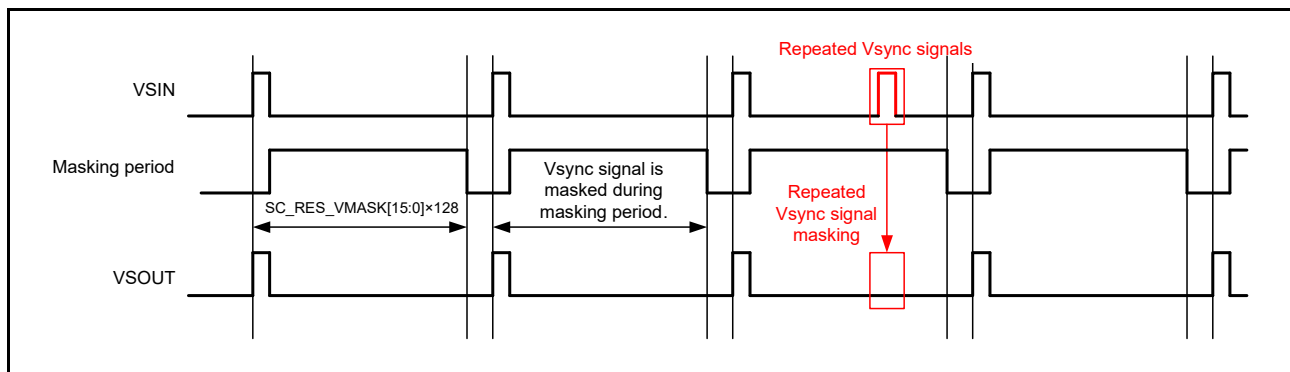 Repeated Vsync signals
VSIN
Masking period
Vsync signal is
masked during
masking period.
SC_RES_VMASK[15:0]×128
Repeated
Vsync signal
masking
VSOUT